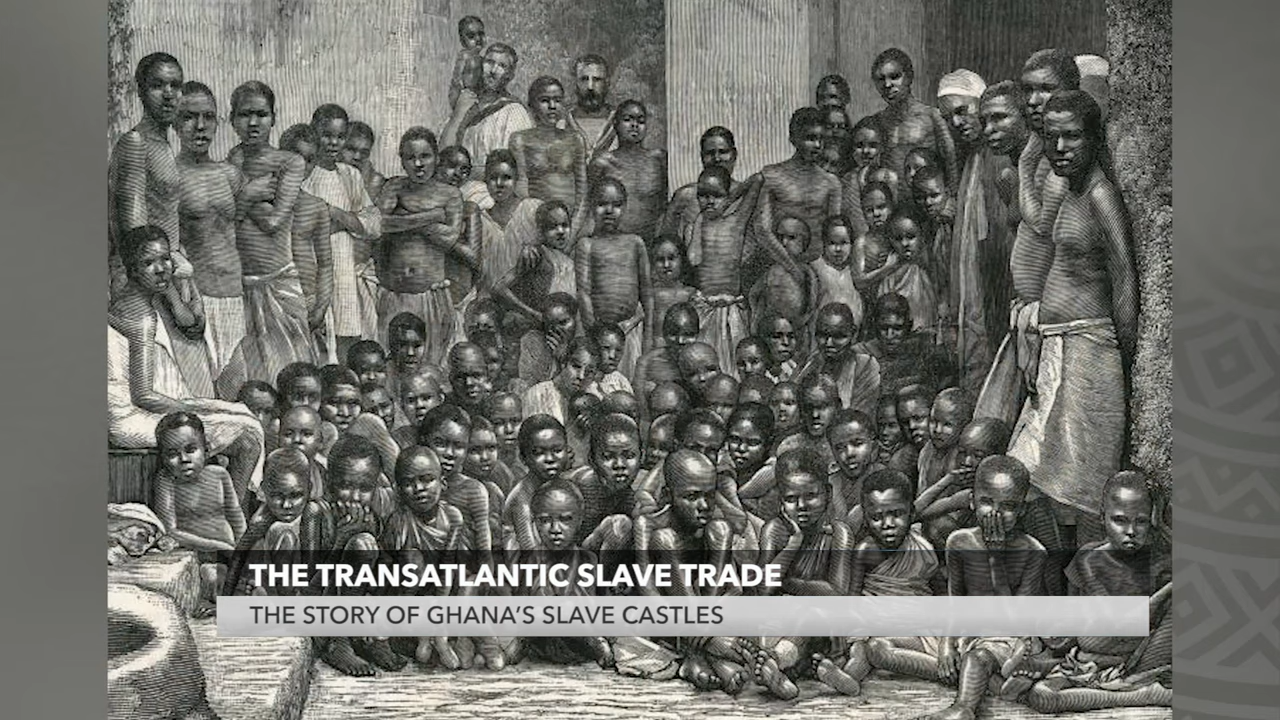 THE TRANSATLANTIC SLAVE TRADE
THE STORY OF GHANA'S SLAVE CASTLES